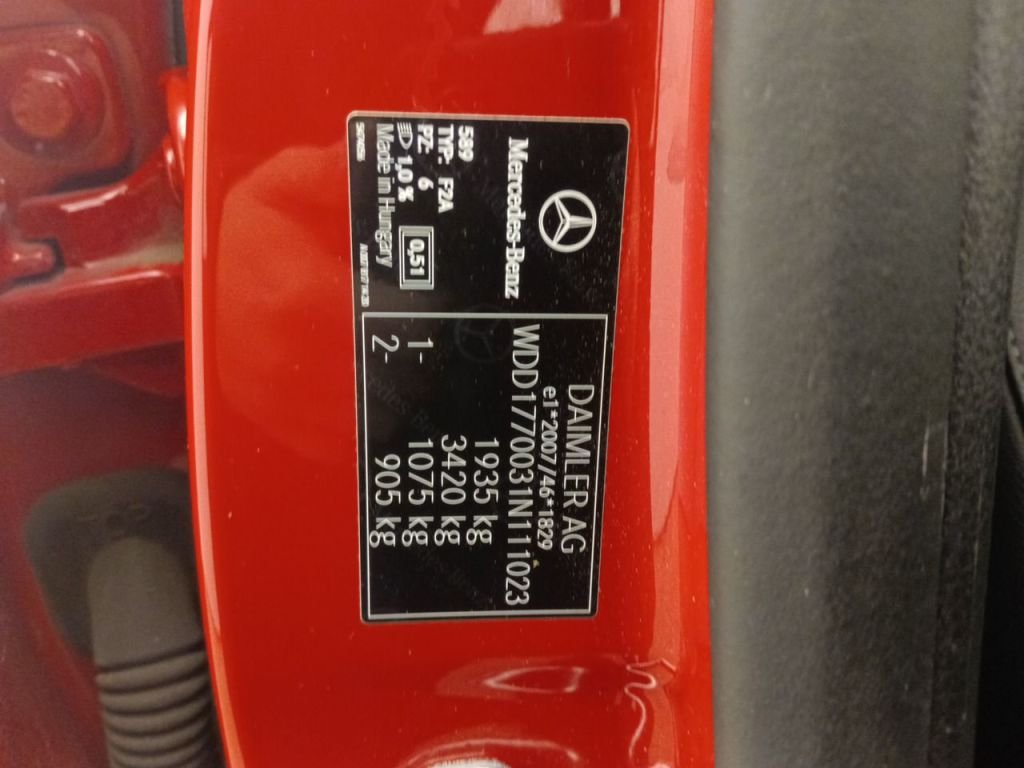 Mercedes-Benz
589
TYP: F2A
PZ: 6
1,0 %
0,51
Made in Hungary
DAIMLER AG
e1*2007/46*1829
WDD1770031N111023
1935 kg
3420 kg
1- 1075 kg
2- 905 kg